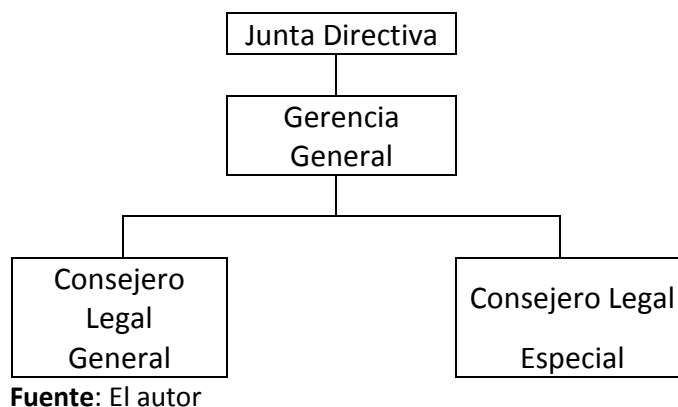 Junta Directiva
Gerencia
General
Consejero
Legal
General
Consejero Legal
Especial
Fuente: El autor